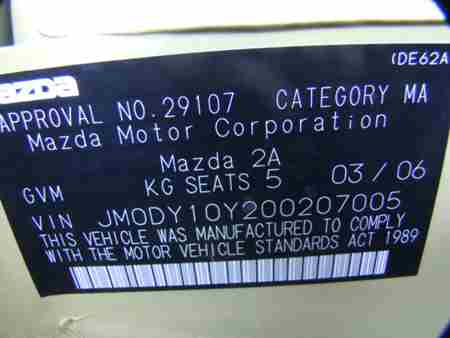 (DE62A
mazda
APPROVAL NO.29107 CATEGORY MA
Mazda Motor Corporation
Mazda 2A
GVM KG SEATS 5 03/06
VIN JM0DY10Y200207005
THIS VEHICLE WAS MANUFACTURED TO COMPLY
WITH THE MOTOR VEHICLE STANDARDS ACT 1989